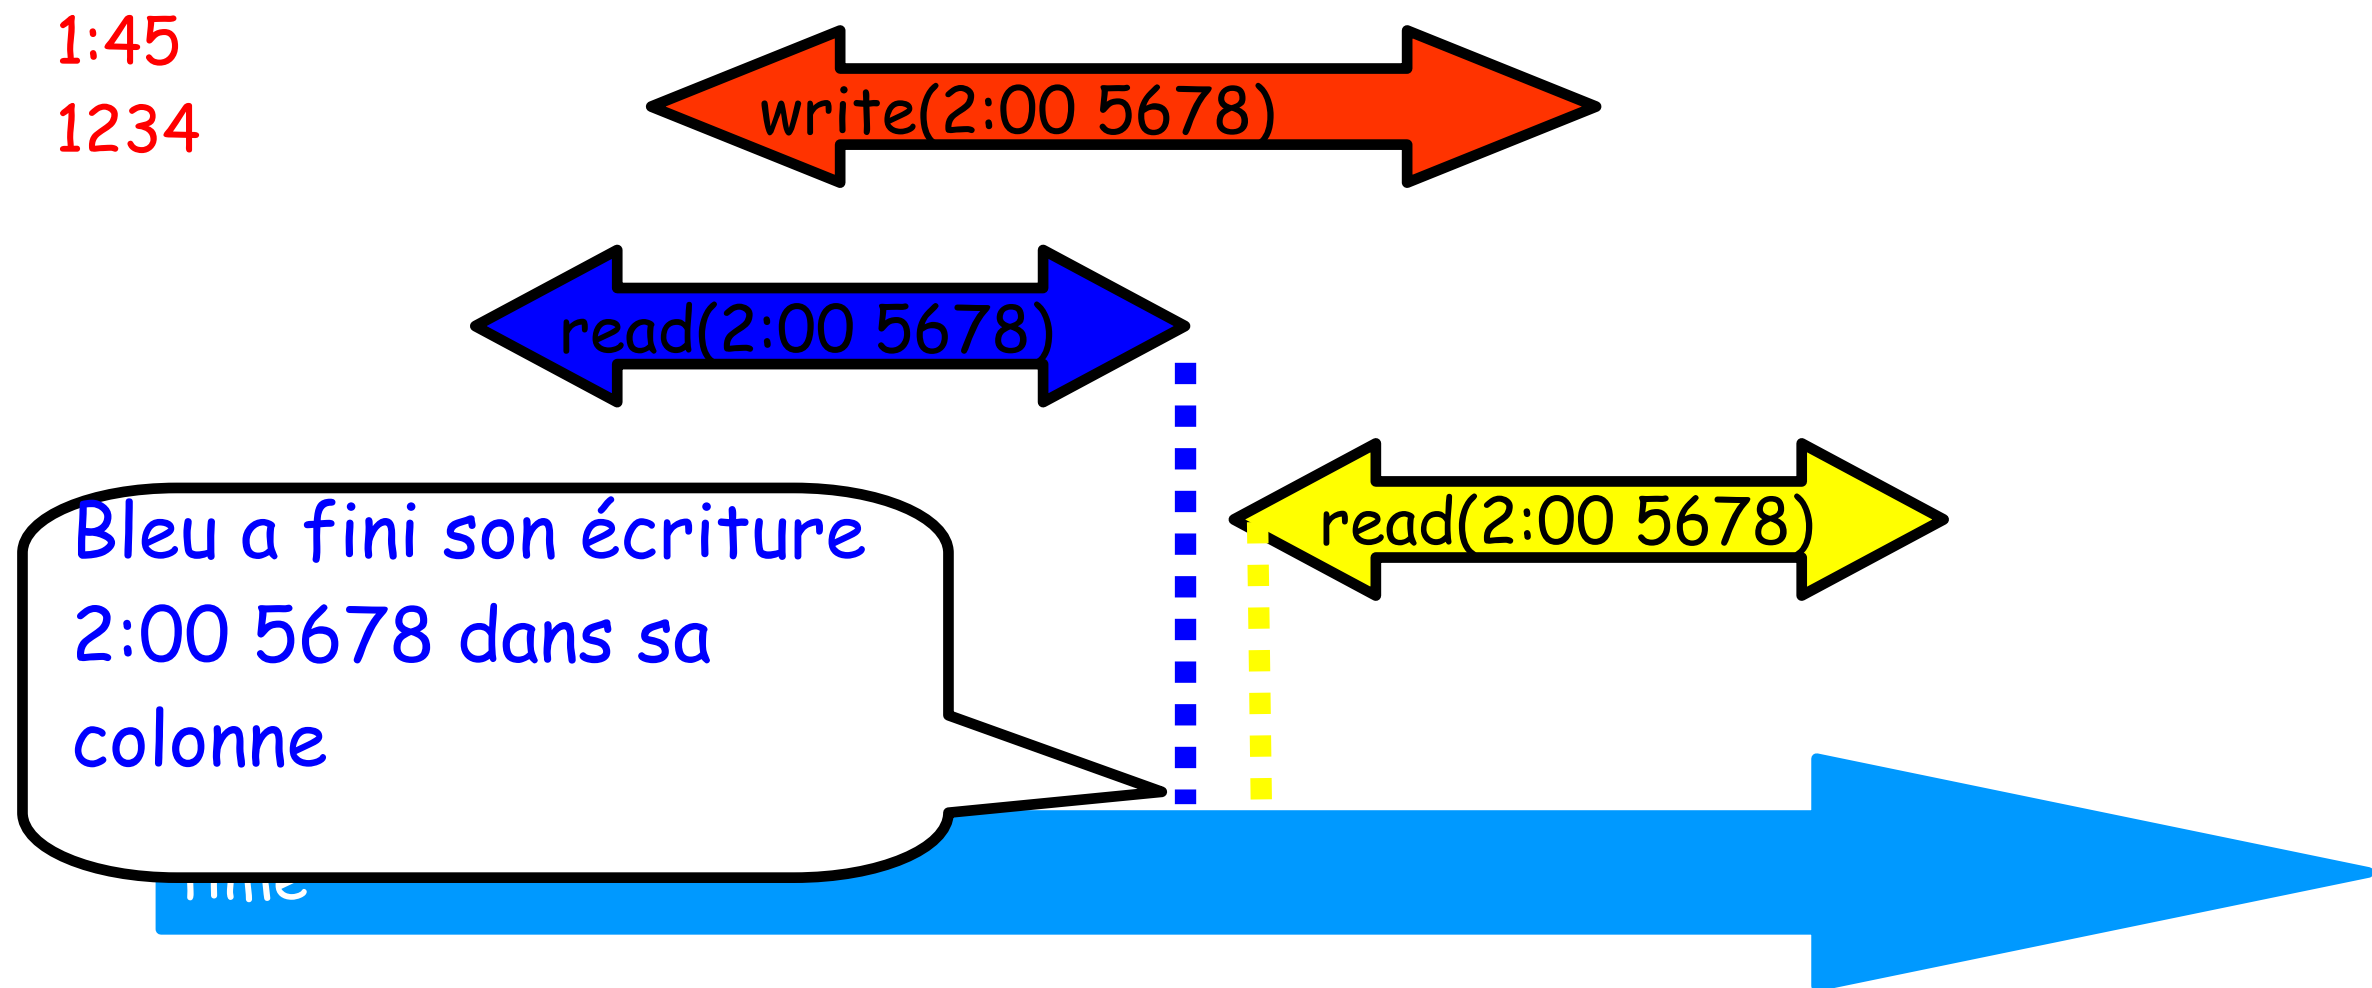 1:45
1234
write(2:00 5678)
read(2:00 5678)
read(2:00 5678)
Bleu a fini son écriture
2:00 5678 dans sa
colonne